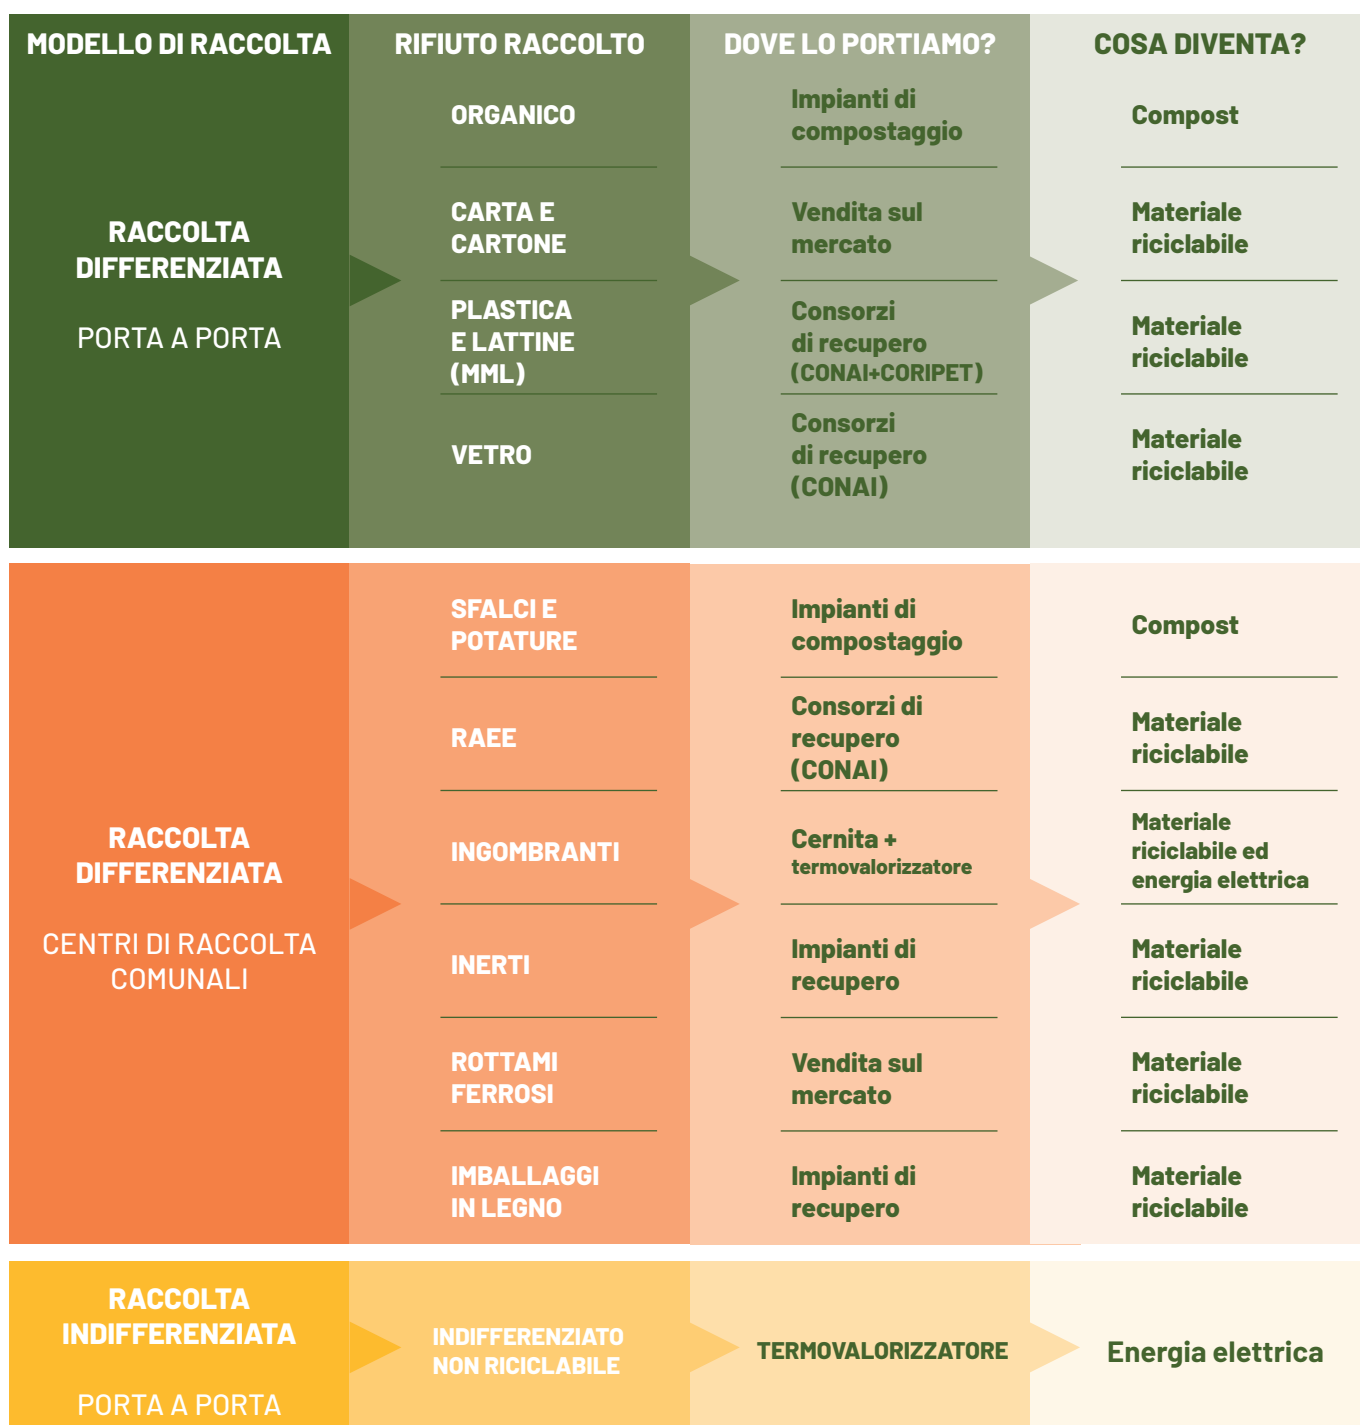 MODELLO DI RACCOLTA
RIFIUTO RACCOLTO
DOVE LO PORTIAMO?
COSA DIVENTA?
RACCOLTA
DIFFERENZIATA
PORTA A PORTA
ORGANICO
Impianti di
compostaggio
Compost
CARTA E
CARTONE
Vendita sul
mercato
Materiale
riciclabile
PLASTICA
E LATTINE
(MML)
Consorzi
di recupero
(CONAI+CORIPET)
Materiale
riciclabile
VETRO
Consorzi
di recupero
(CONAI)
Materiale
riciclabile
RACCOLTA
DIFFERENZIATA
CENTRI DI RACCOLTA
COMUNALI
SFALCI E
POTATURE
Impianti di
compostaggio
Compost
RAEE
Consorzi di
recupero
(CONAI)
Materiale
riciclabile
INGOMBRANTI
Cernita +
termovalorizzatore
Materiale
riciclabile ed
energia elettrica
INERTI
Impianti di
recupero
Materiale
riciclabile
ROTTAMI
FERROSI
Vendita sul
mercato
Materiale
riciclabile
IMBALLAGGI
IN LEGNO
Impianti di
recupero
Materiale
riciclabile
RACCOLTA
INDIFFERENZIATA
PORTA A PORTA
INDIFFERENZIATO
NON RICICLABILE
TERMOVALORIZZATORE
Energia elettrica